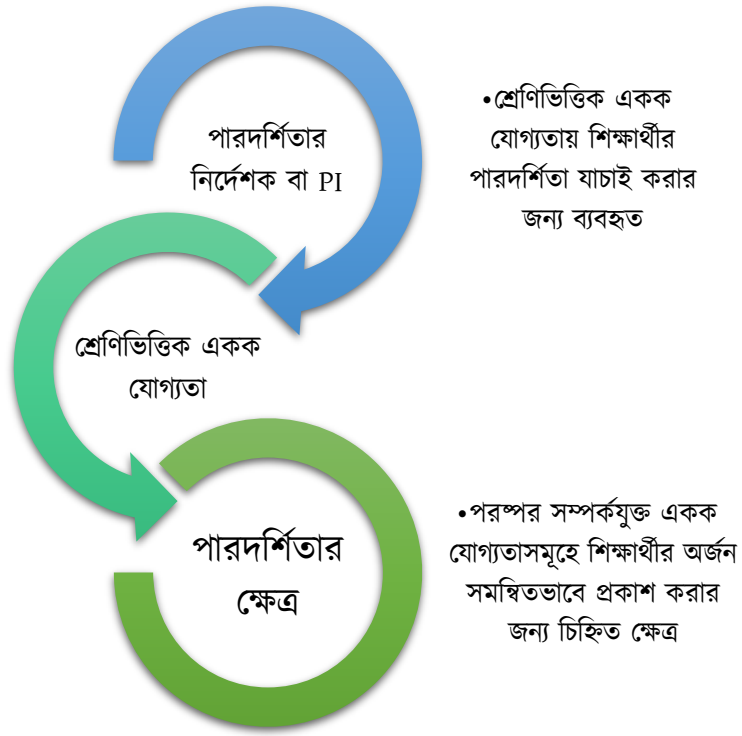 পারদর্শিতার
নির্দেশক বা PI
•শ্রেণিভিত্তিক একক
যোগ্যতায় শিক্ষার্থীর
পারদর্শিতা যাচাই করার
জন্য ব্যবহৃত
শ্রেণিভিত্তিক একক
যোগ্যতা
পারদর্শিতার
ক্ষেত্র
•পরষ্পর সম্পর্কযুক্ত একক
যোগ্যতাসমূহে শিক্ষার্থীর অর্জন
সমন্বিতভাবে প্রকাশ করার
জন্য চিহ্নিত ক্ষেত্র